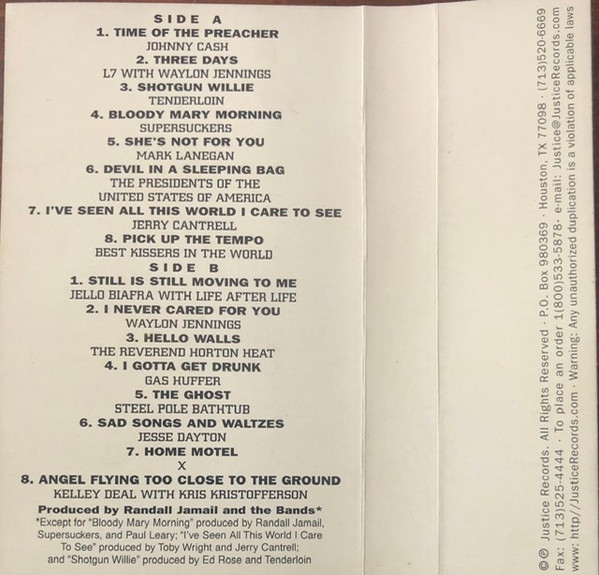 SIDE A
1. TIME OF THE PREACHER
JOHNNY CASH
2. THREE DAYS
L7 WITH WAYLON JENNINGS
3. SHOTGUN WILLIE
TENDERLOIN
4. BLOODY MARY MORNING
SUPERSUCKERS
5. SHE'S NOT FOR YOU
MARK LANEGAN
6. DEVIL IN A SLEEPING BAG
THE PRESIDENTS OF THE
UNITED STATES OF AMERICA
7. I'VE SEEN ALL THIS WORLD I CARE TO SEE
JERRY CANTRELL
8. PICK UP THE TEMPO
BEST KISSERS IN THE WORLD
SIDE B
1. STILL IS STILL MOVING TO ME
JELLO BIAFRA WITH LIFE AFTER LIFE
2. I NEVER CARED FOR YOU
WAYLON JENNINGS
3. HELLO WALLS
THE REVEREND HORTON HEAT
4. I GOTTA GET DRUNK
GAS HUFFER
5. THE GHOST
STEEL POLE BATHTUB
6. SAD SONGS AND WALTZES
JESSE DAYTON
7. HOME MOTEL
X
8. ANGEL FLYING TOO CLOSE TO THE GROUND
KELLEY DEAL WITH KRIS KRISTOFFERSON
Produced by Randall Jamail and the Bands*
*Except for "Bloody Mary Morning" produced by Randall Jamail,
Supersuckers, and Paul Leary; "I've Seen All This World I Care
To See" produced by Toby Wright and Jerry Cantrell;
and "Shotgun Willie" produced by Ed Rose and Tenderloin
©℗ Justice Records. All Rights Reserved · P.O. Box 980369 · Houston, TX 77098 · (713)520-6669
Fax: (713)525-4444 · To place an order 1(800)533-5878· e-mail: Justice@JusticeRecords.com
www: http//JusticeRecords.com · Warning: Any unauthorized duplication is a violation of applicable laws